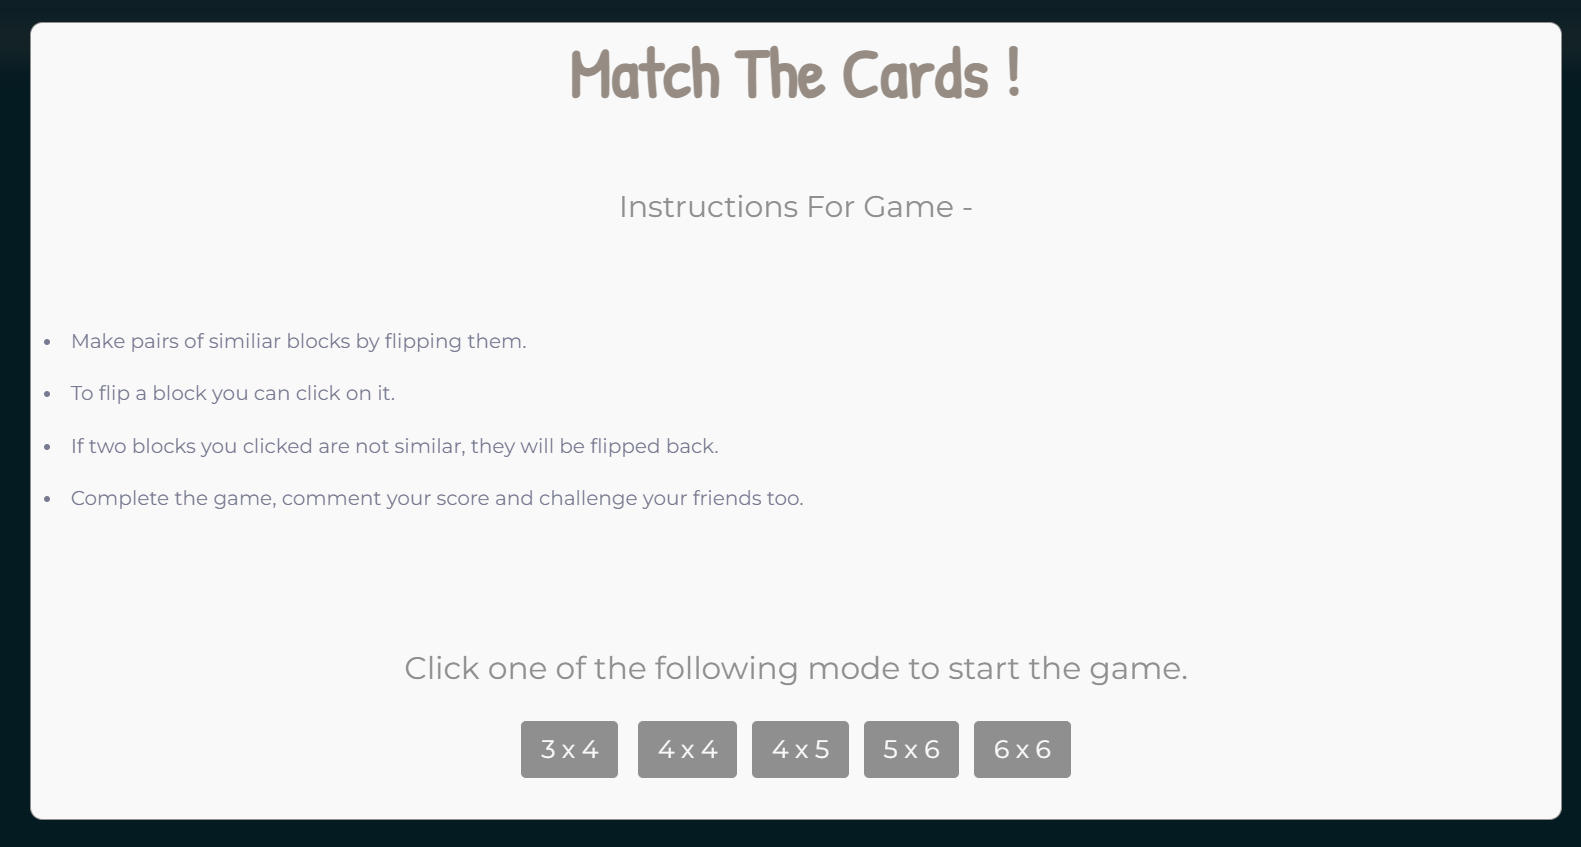 Match The Cards !
Instructions For Game -
Make pairs of similiar blocks by flipping them.
To flip a block you can click on it.
If two blocks you clicked are not similar, they will be flipped back.
Complete the game, comment your score and challenge your friends too.
Click one of the following mode to start the game.
3 x 4
4 x 4
4 x 5
5 x 6
6 x 6